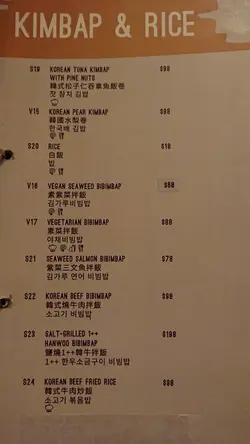 KIMBAP & RICE
S19 KOREAN TUNA KIMBAP $98
WITH PINE NUTS
韓式松子仁吞拿魚飯卷
잣 참치 김밥
V15 KOREAN PEAR KIMBAP $98
韓國水梨卷
한국배 김밥
S20 RICE $18
白飯
밥
V16 VEGAN SEAWEED BIBIMBAP $88
素紫菜拌飯
김가루비빔밥
V17 VEGETARIAN BIBIMBAP $88
素菜拌飯
야채비빔밥
S21 SEAWEED SALMON BIBIMBAP $78
紫菜三文魚拌飯
김가루 연어 비빔밥
S22 KOREAN BEEF BIBIMBAP $98
韓式燒牛肉拌飯
소고기 비빔밥
S23 SALT-GRILLED 1++ $198
HANWOO BIBIMBAP
鹽燒1++韓牛拌飯
1++ 한우소금구이 비빔밥
S24 KOREAN BEEF FRIED RICE $98
韓式牛肉炒飯
소고기 볶음밥